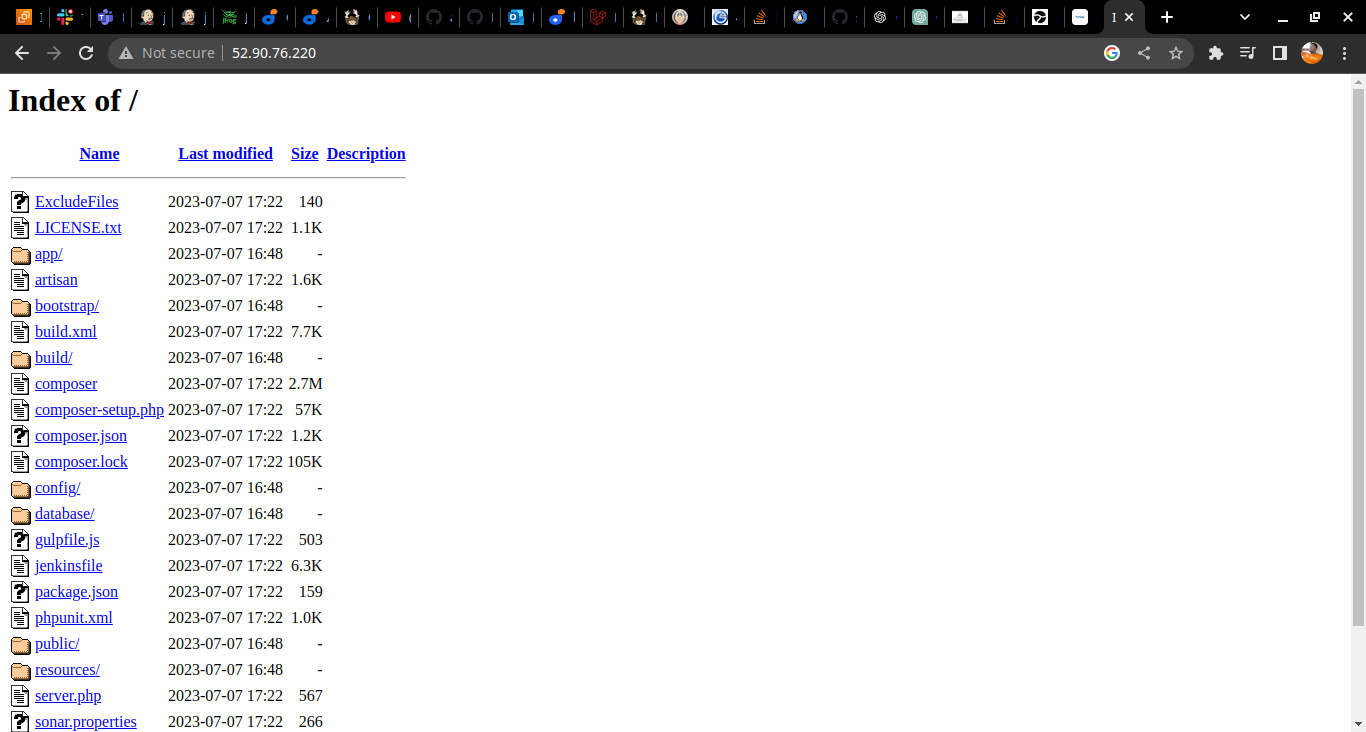 Not secure 52.90.76.220
Index of /
Name Last modified Size Description
ExcludeFiles 2023-07-07 17:22 140
LICENSE.txt 2023-07-07 17:22 1.1K
app/ 2023-07-07 16:48 -
artisan 2023-07-07 17:22 1.6K
bootstrap/ 2023-07-07 16:48 -
build.xml 2023-07-07 17:22 7.7K
build/ 2023-07-07 16:48 -
composer 2023-07-07 17:22 2.7M
composer-setup.php 2023-07-07 17:22 57K
composer.json 2023-07-07 17:22 1.2K
composer.lock 2023-07-07 17:22 105K
config/ 2023-07-07 16:48 -
database/ 2023-07-07 16:48 -
gulpfile.js 2023-07-07 17:22 503
jenkinsfile 2023-07-07 17:22 6.3K
package.json 2023-07-07 17:22 159
phpunit.xml 2023-07-07 17:22 1.0K
public/ 2023-07-07 16:48 -
resources/ 2023-07-07 16:48 -
server.php 2023-07-07 17:22 567
sonar.properties 2023-07-07 17:22 266